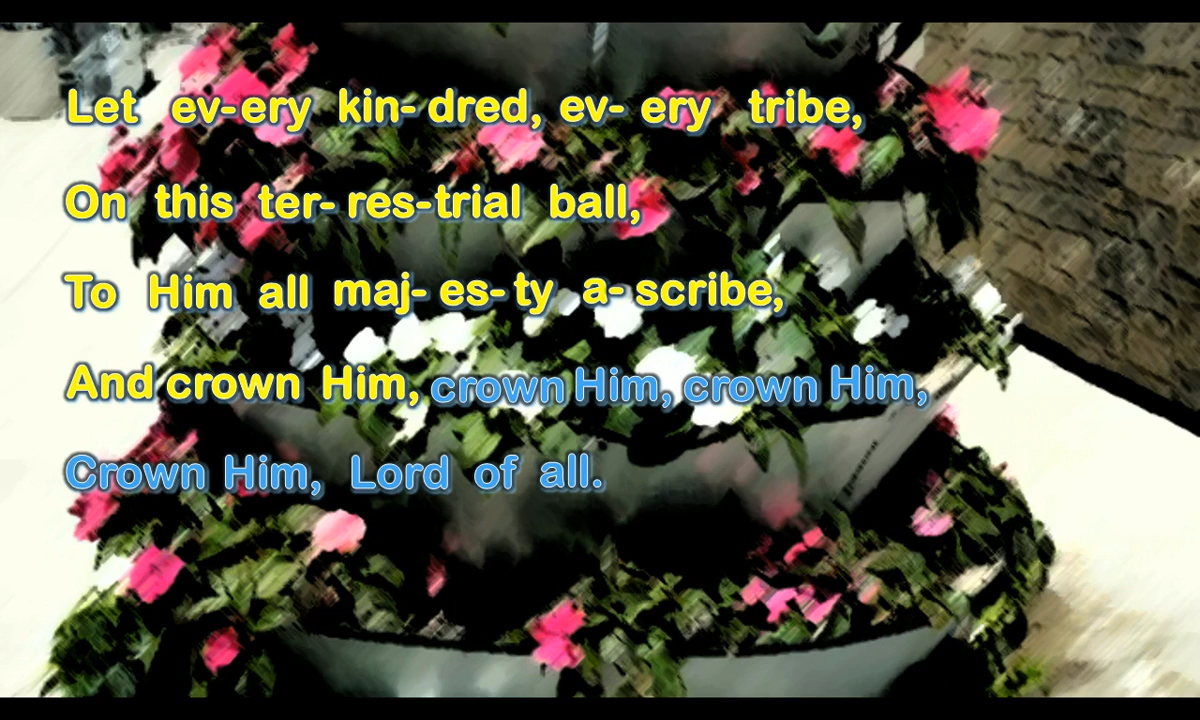 Let ev-ery kin-dred, ev-ery tribe,
On this ter-res-trial ball,
To Him all maj-es-ty a-scribe,
And crown Him, crown Him, crown Him,
Crown Him, Lord of all.